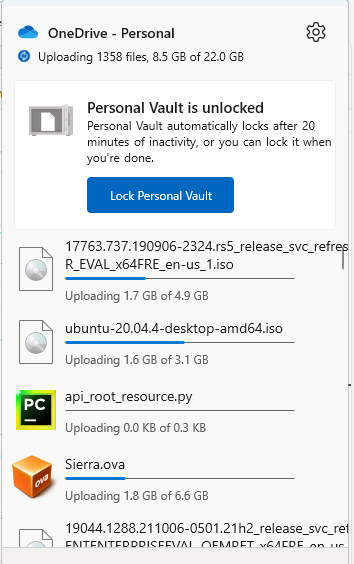 OneDrive - Personal
Uploading 1358 files, 8.5 GB of 22.0 GB
Personal Vault is unlocked
Personal Vault automatically locks after 20
minutes of inactivity, or you can lock it when
you're done.
Lock Personal Vault
17763.737.190906-2324.rs5_release_svc_refres
R_EVAL_x64FRE_en-us_1.iso
Uploading 1.7 GB of 4.9 GB
ubuntu-20.04.4-desktop-amd64.iso
Uploading 1.6 GB of 3.1 GB
PC
api_root_resource.py
Uploading 0.0 KB of 0.3 KB
ova
Sierra.ova
Uploading 1.8 GB of 6.6 GB
19044.1288.211006-0501.21h2_release_svc_ref
ENTENTERPRISEEVAL_OEMRET_x64FRE_en-us